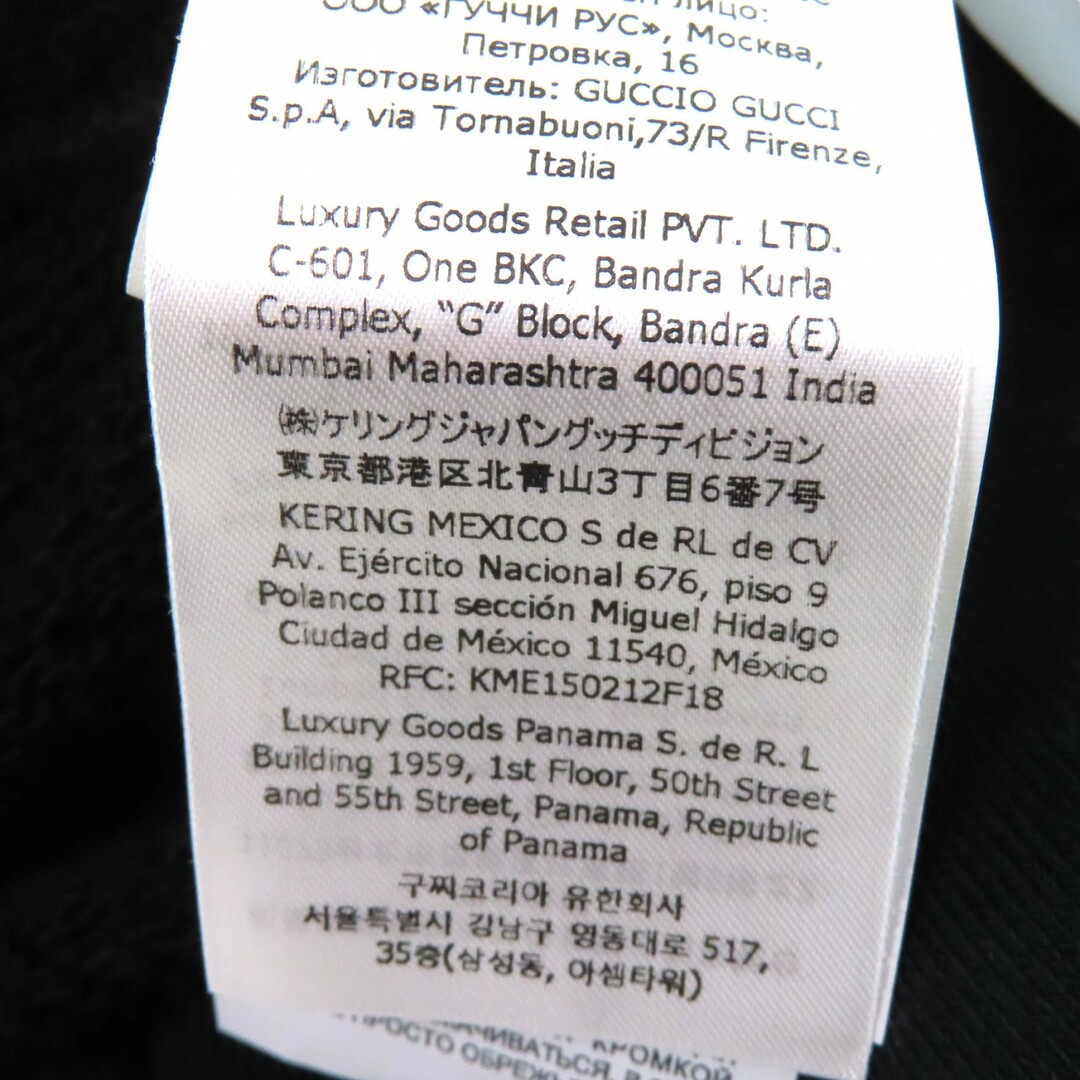 лицо:
ООО «ГУЧЧИ РУС», Москва,
Петровка, 16
Изготовитель: GUCCIO GUCCI
S.p.A, via Tornabuoni,73/R Firenze,
Italia
Luxury Goods Retail PVT. LTD.
C-601, One BKC, Bandra Kurla
Complex, “G” Block, Bandra (E)
Mumbai Maharashtra 400051 India
㈱ケリングジャパングッチディビジョン
東京都港区北青山3丁目6番7号
KERING MEXICO S de RL de CV
Av. Ejército Nacional 676, piso 9
Polanco III sección Miguel Hidalgo
Ciudad de México 11540, México
RFC: KME150212F18
Luxury Goods Panama S. de R. L
Building 1959, 1st Floor, 50th Street
and 55th Street, Panama, Republic
of Panama
구찌코리아 유한회사
서울특별시 강남구 영동대로 517,
35층(삼성동, 아셈타워)
КРОМКОЙ
ПРОСТО